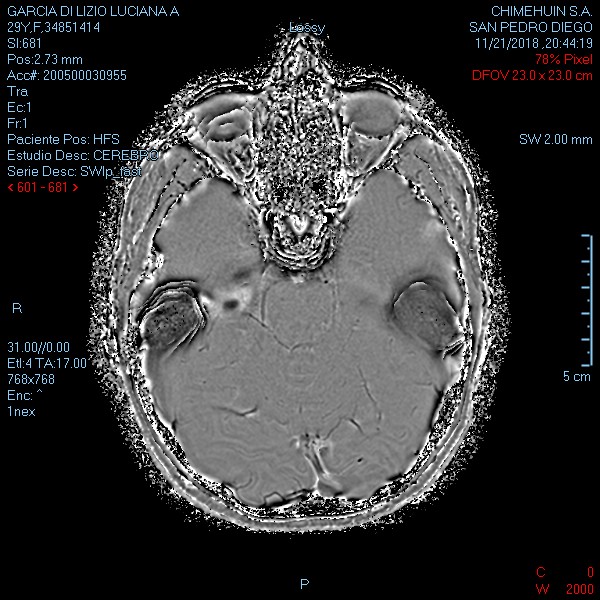 GARCIA DI LIZIO LUCIANA A
29Y,F,34851414
Sl:681
Pos:2.73 mm
Acc#: 200500030955
Tra
Ec:1
Fr:1
Paciente Pos: HFS
Estudio Desc: CEREBRO
Serie Desc: SWIp_fast
< 601 - 681 >
Lossy
CHIMEHUIN S.A.
SAN PEDRO DIEGO
11/21/2018 ,20:44:19
78% Pixel
DFOV 23.0 x 23.0 cm
SW 2.00 mm
R
31.00//0.00
Etl:4 TA:17.00
768x768
Enc: ^
1nex
5 cm
P
C 0
W 2000